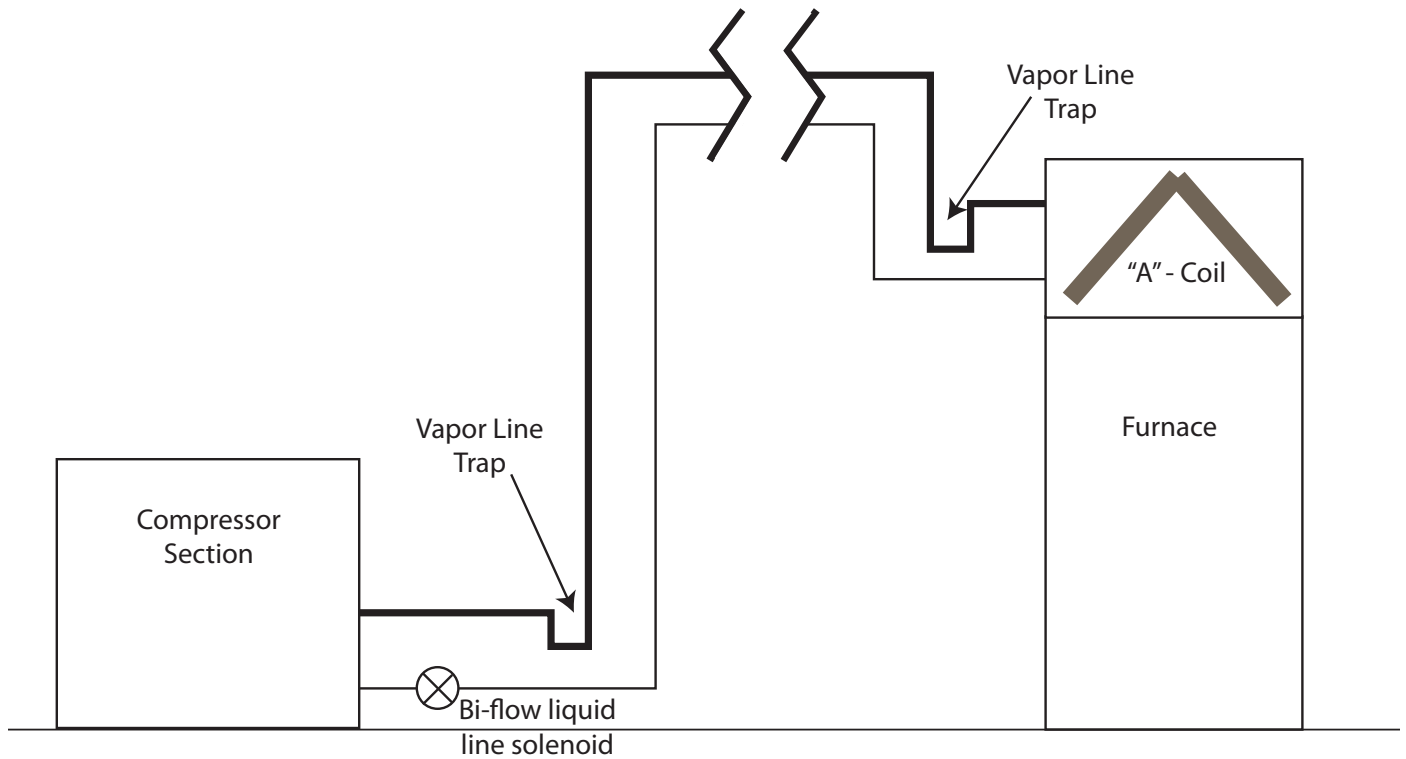 Vapor Line
Trap
"A" - Coil
Furnace
Vapor Line
Trap
Compressor
Section
Bi-flow liquid
line solenoid